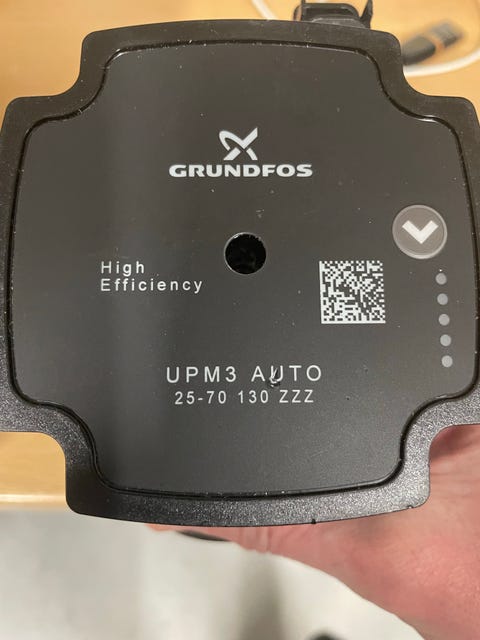 GRUNDFOS
High
Efficiency
UPM3 AUTO
25-70 130 ZZZ